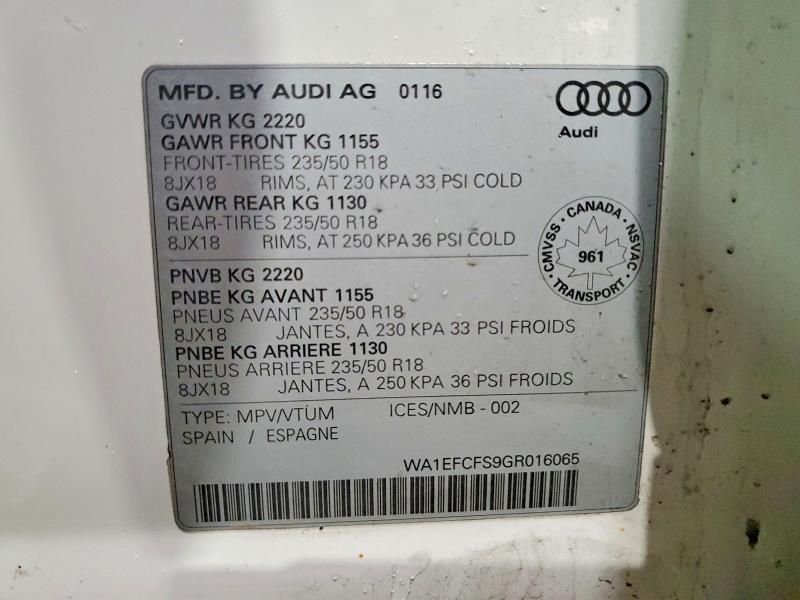 MFD. BY AUDI AG 0116
Audi
GVWR KG 2220
GAWR FRONT KG 1155
FRONT-TIRES 235/50 R18
8JX18 RIMS, AT 230 KPA 33 PSI COLD
GAWR REAR KG 1130
REAR-TIRES 235/50 R18
8JX18 RIMS, AT 250 KPA 36 PSI COLD
CMVSS · CANADA · NSVAC · TRANSPORT ·
961
PNVB KG 2220
PNBE KG AVANT 1155
PNEUS AVANT 235/50 R18
8JX18 JANTES, A 230 KPA 33 PSI FROIDS
PNBE KG ARRIERE 1130
PNEUS ARRIERE 235/50 R18
8JX18 JANTES, A 250 KPA 36 PSI FROIDS
TYPE: MPV/VTUM ICES/NMB - 002
SPAIN / ESPAGNE
WA1EFCFS9GR016065